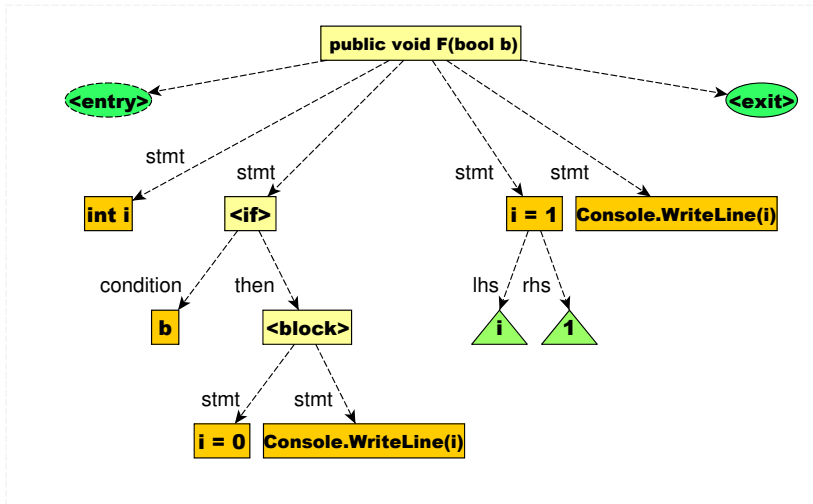 public void F(bool b)
<entry>
<exit>
stmt
stmt
stmt
stmt
int i
<if>
i = 1
Console.WriteLine(i)
condition
then
lhs
rhs
b
<block>
i
1
stmt
stmt
i = 0
Console.WriteLine(i)